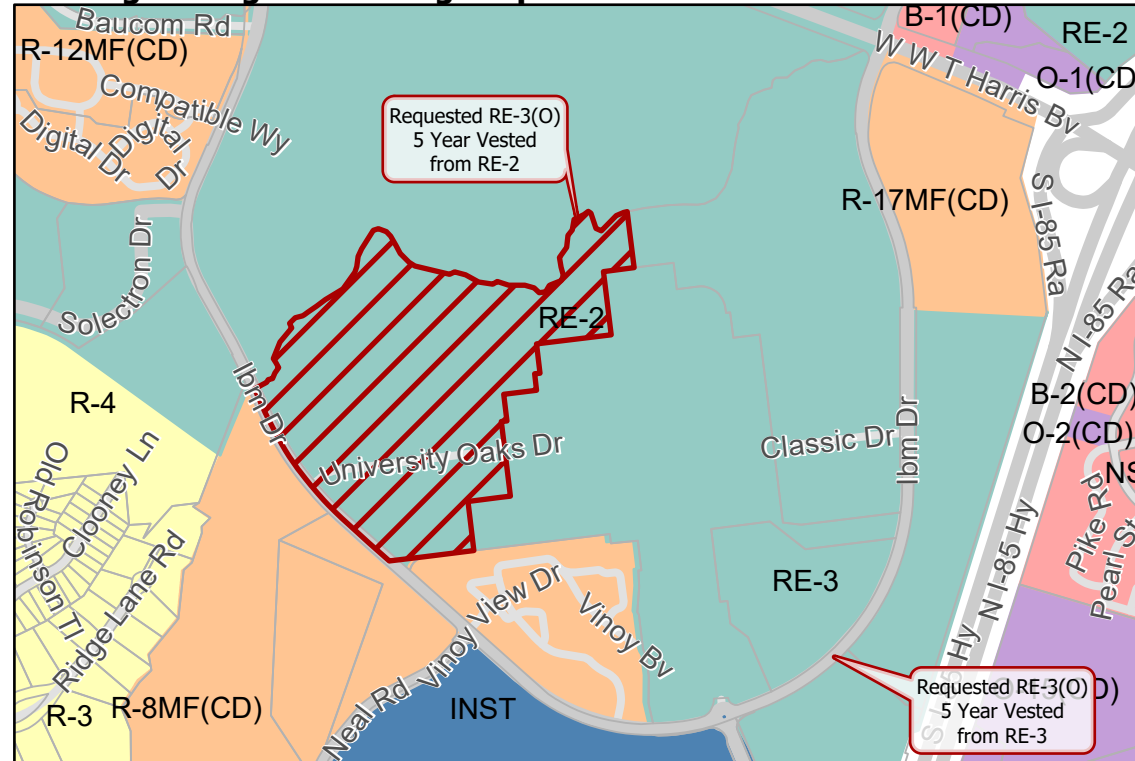 Baucom Rd
R-12MF(CD)
Compatible Wy
Digital Dr
Digital
Dr
Solectron Dr
B-1(CD)
RE-2
O-1(CD
W W T Harris Bv
Requested RE-3(O)
5 Year Vested
from RE-2
R-17MF(CD)
S I-85 Ra
N I-85 Ra
RE-2
Ibm Dr
R-4
University Oaks Dr
Classic Dr
Ibm Dr
B-2(CD)
O-2(CD)
NS
Old Robinson Tl
Clooney Ln
Ridge Lane Rd
Pike Rd
Pearl St
N I-85 Hy
RE-3
Vinoy View Dr
Vinoy Bv
Neal Rd
R-3
R-8MF(CD)
INST
Requested RE-3(O)
5 Year Vested
from RE-3